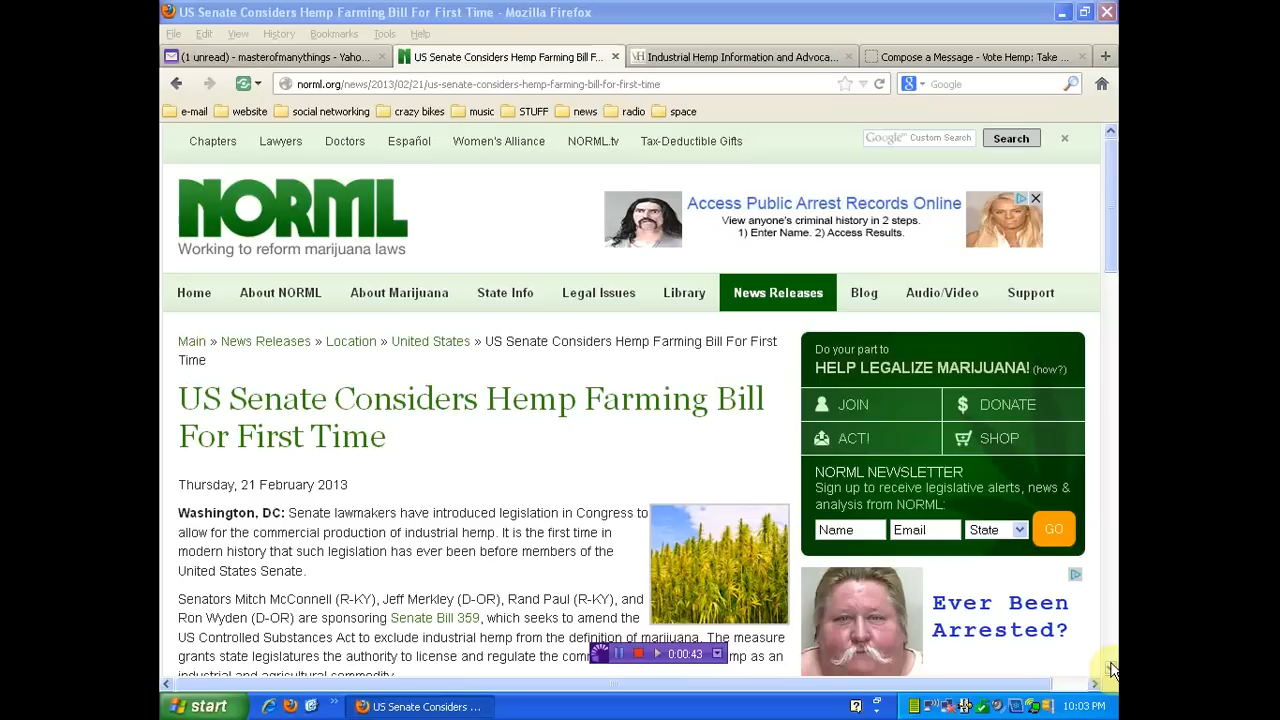 US Senate Considers Hemp Farming Bill For First Time - Mozilla Firefox
File Edit View History Bookmarks Tools Help
(1 unread) - masterofmanythings - Yaho...
US Senate Considers Hemp Farming Bill F...
Industrial Hemp Information and Advoca...
Compose a Message - Vote Hemp: Take ...
norml.org/news/2013/02/21/us-senate-considers-hemp-farming-bill-for-first-time
Google
e-mail website social networking crazy bikes music STUFF news radio space
Chapters Lawyers Doctors Español Women's Alliance NORML.tv Tax-Deductible Gifts
Google™ Custom Search Search
NORML
Working to reform marijuana laws
Access Public Arrest Records Online
View anyone's criminal history in 2 steps.
1) Enter Name. 2) Access Results.
Home About NORML About Marijuana State Info Legal Issues Library News Releases Blog Audio/Video Support
Main » News Releases » Location » United States » US Senate Considers Hemp Farming Bill For First
Time
US Senate Considers Hemp Farming Bill
For First Time
Thursday, 21 February 2013
Washington, DC: Senate lawmakers have introduced legislation in Congress to
allow for the commercial production of industrial hemp. It is the first time in
modern history that such legislation has ever been before members of the
United States Senate.
Senators Mitch McConnell (R-KY), Jeff Merkley (D-OR), Rand Paul (R-KY), and
Ron Wyden (D-OR) are sponsoring Senate Bill 359, which seeks to amend the
US Controlled Substances Act to exclude industrial hemp from the definition of marijuana. The measure
grants state legislatures the authority to license and regulate the com mp as an
industrial and agricultural commodity.
Do your part to
HELP LEGALIZE MARIJUANA! (how?)
JOIN
$ DONATE
ACT!
SHOP
NORML NEWSLETTER
Sign up to receive legislative alerts, news &
analysis from NORML:
Name Email State GO
Ever Been
Arrested?
0:00:43
start
US Senate Considers ...
10:03 PM